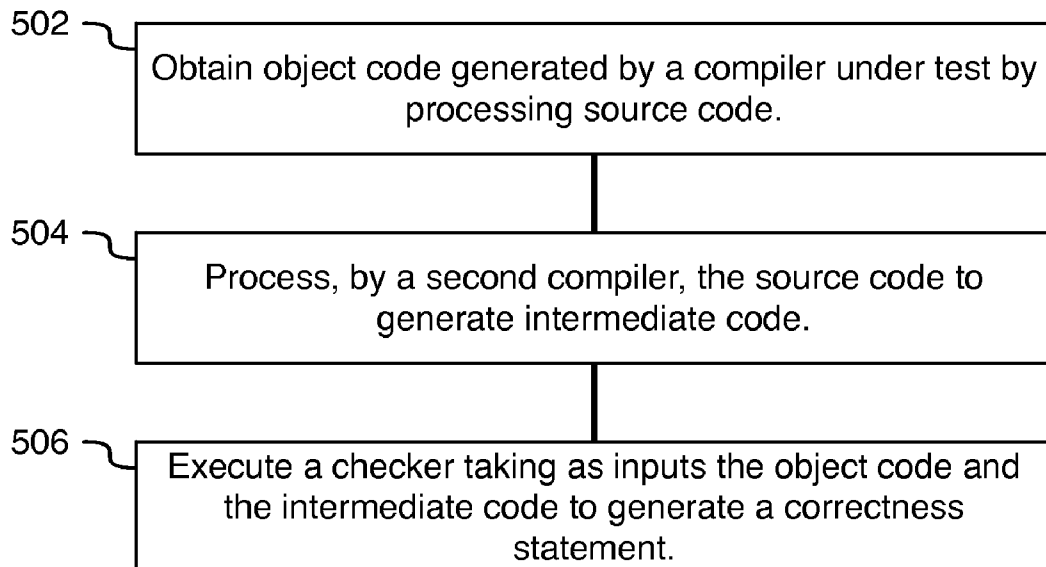 502
Obtain object code generated by a compiler under test by
processing source code.
504
Process, by a second compiler, the source code to
generate intermediate code.
506
Execute a checker taking as inputs the object code and
the intermediate code to generate a correctness
statement.